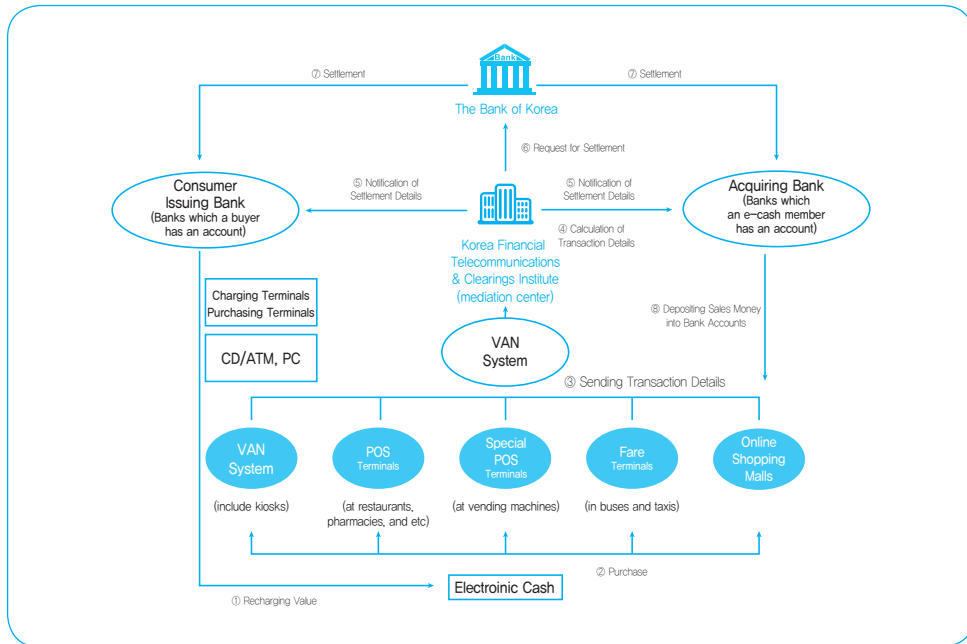 Bank
⑦ Settlement
⑦ Settlement
The Bank of Korea
⑥ Request for Settlement
Consumer
Issuing Bank
(Banks which a buyer
has an account)
⑤ Notification of
Settlement Details
⑤ Notification of
Settlement Details
Acquiring Bank
(Banks which
an e-cash member
has an account)
④ Calculation of
Transaction Details
Korea Financial
Telecommunications
& Clearings Institute
(mediation center)
Charging Terminals
Purchasing Terminals
CD/ATM, PC
⑧ Depositing Sales Money
into Bank Accounts
VAN
System
③ Sending Transaction Details
VAN
System
POS
Terminals
Special
POS
Terminals
Fare
Terminals
Online
Shopping
Malls
(include kiosks)
(at restaurants,
pharmacies, and etc)
(at vending machines)
(in buses and taxis)
② Purchase
Electroinic Cash
① Recharging Value